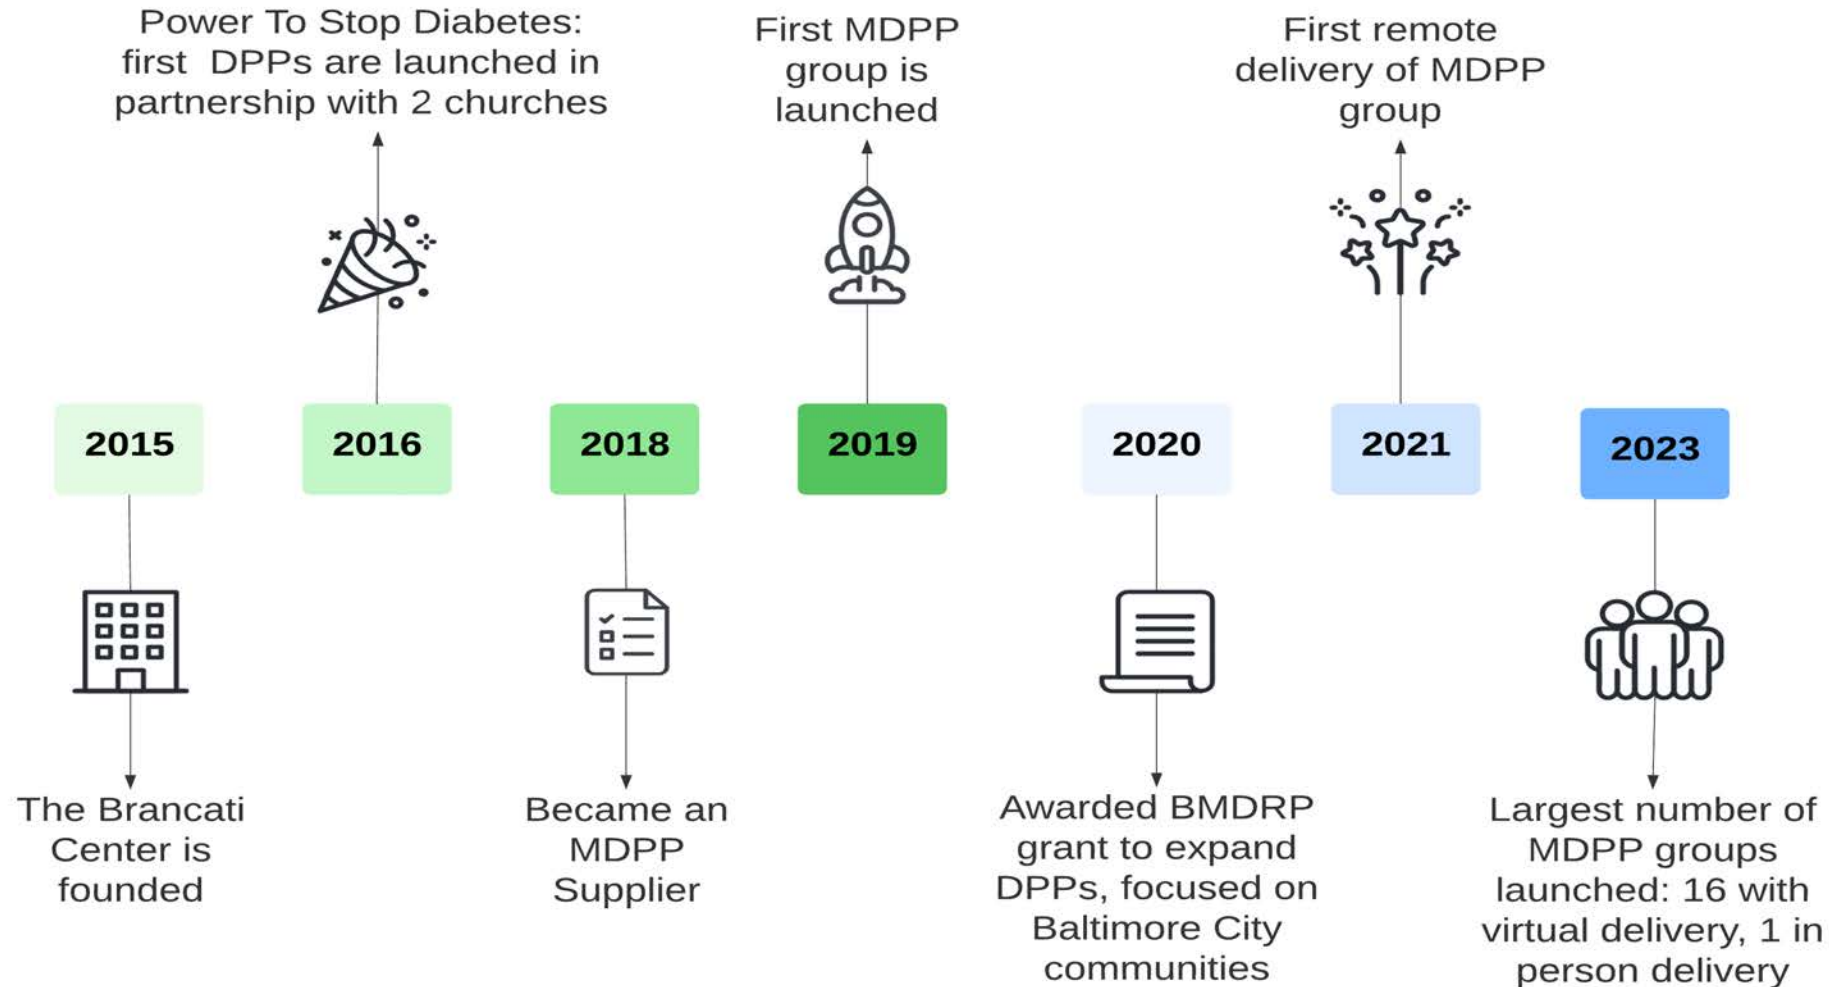 Power To Stop Diabetes:
first DPPs are launched in
partnership with 2 churches
First MDPP
group is
launched
First remote
delivery of MDPP
group
2015
2016
2018
2019
2020
2021
2023
The Brancati
Center is
founded
Became an
MDPP
Supplier
Awarded BMDRP
grant to expand
DPPs, focused on
Baltimore City
communities
Largest number of
MDPP groups
launched: 16 with
virtual delivery, 1 in
person delivery